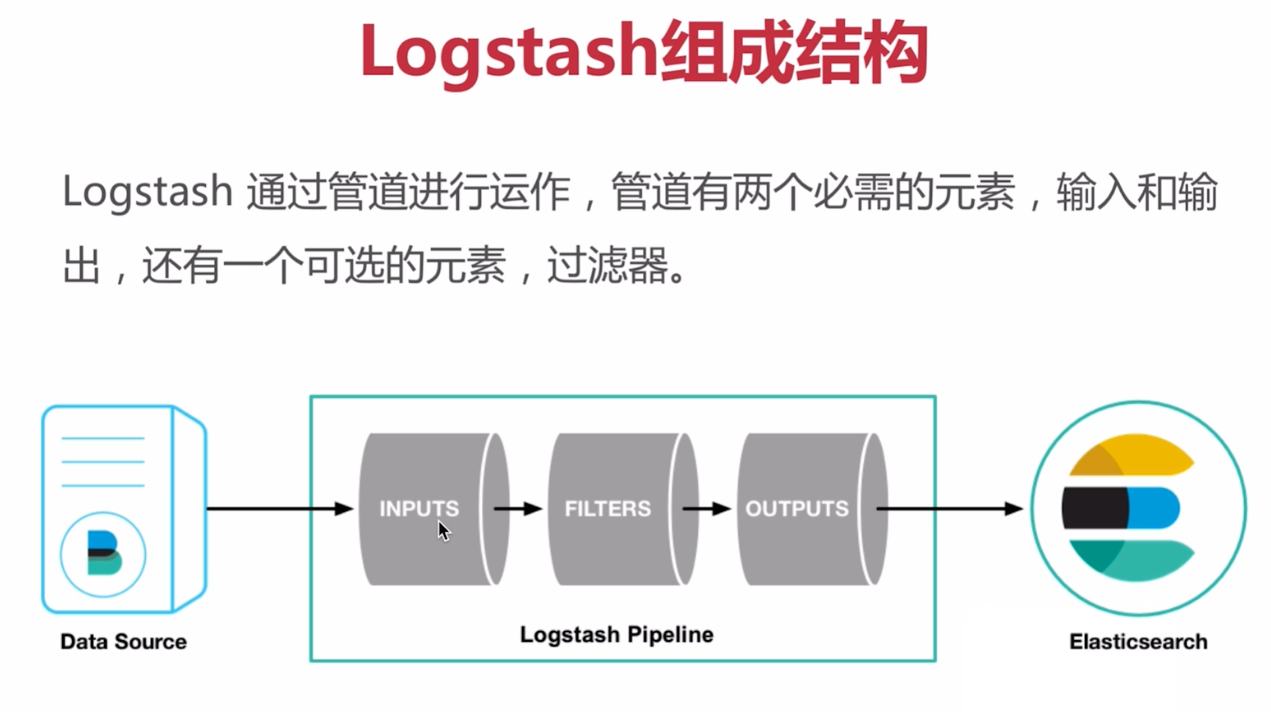 Logstash组成结构
Logstash 通过管道进行运作，管道有两个必需的元素，输入和输
出，还有一个可选的元素，过滤器。
INPUTS
FILTERS
OUTPUTS
Data Source
Logstash Pipeline
Elasticsearch